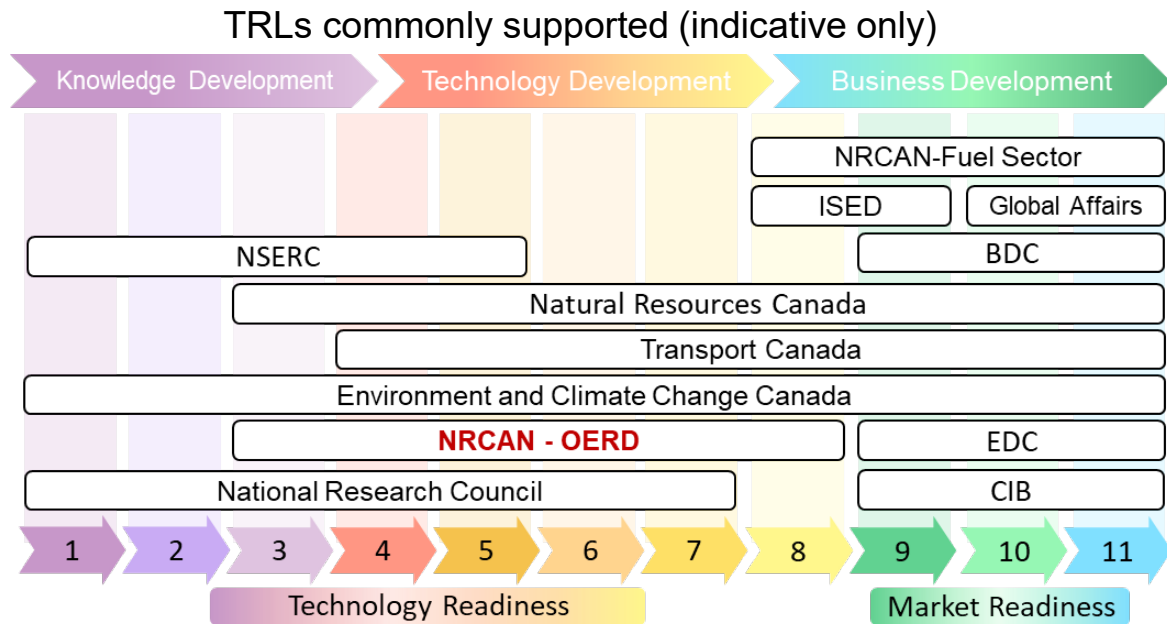 TRLs commonly supported (indicative only)
Knowledge Development
Technology Development
Business Development
NRCAN-Fuel Sector
ISED
Global Affairs
NSERC
BDC
Natural Resources Canada
Transport Canada
Environment and Climate Change Canada
NRCAN - OERD
EDC
National Research Council
CIB
1 2 3 4 5 6 7 8 9 10 11
Technology Readiness
Market Readiness